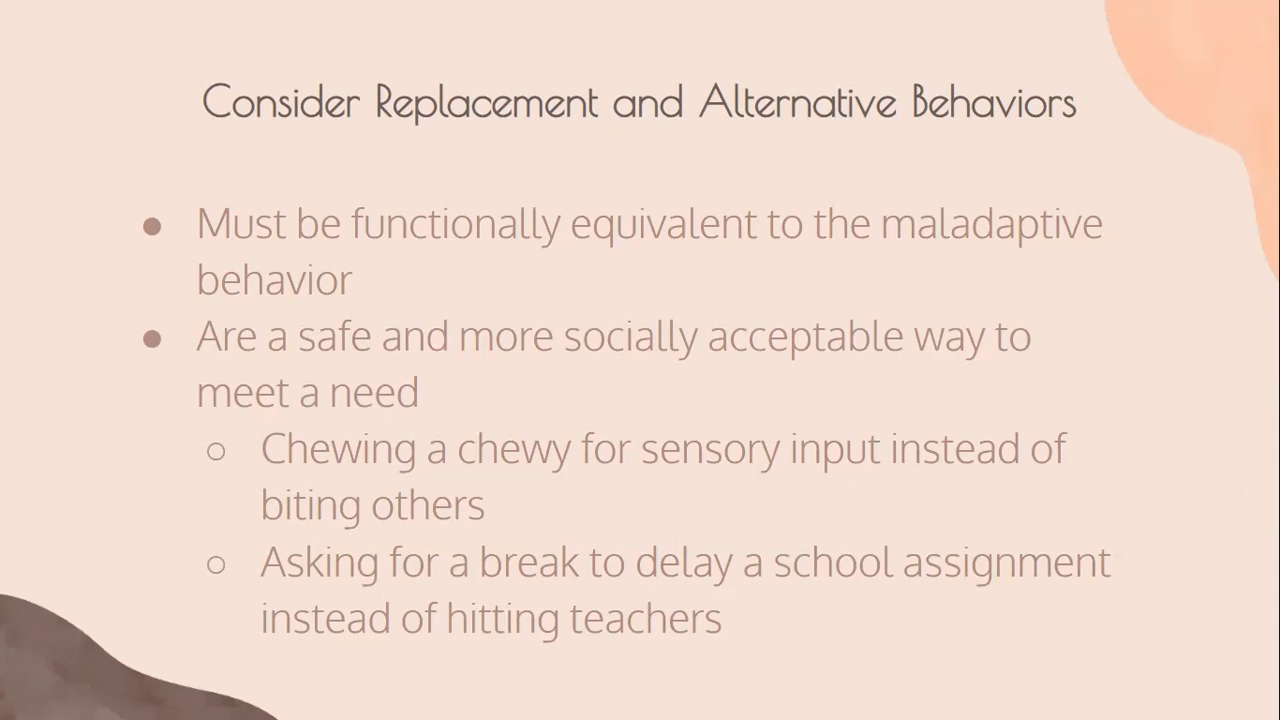 Consider Replacement and Alternative Behaviors
● Must be functionally equivalent to the maladaptive
behavior
● Are a safe and more socially acceptable way to
meet a need
○ Chewing a chewy for sensory input instead of
biting others
○ Asking for a break to delay a school assignment
instead of hitting teachers